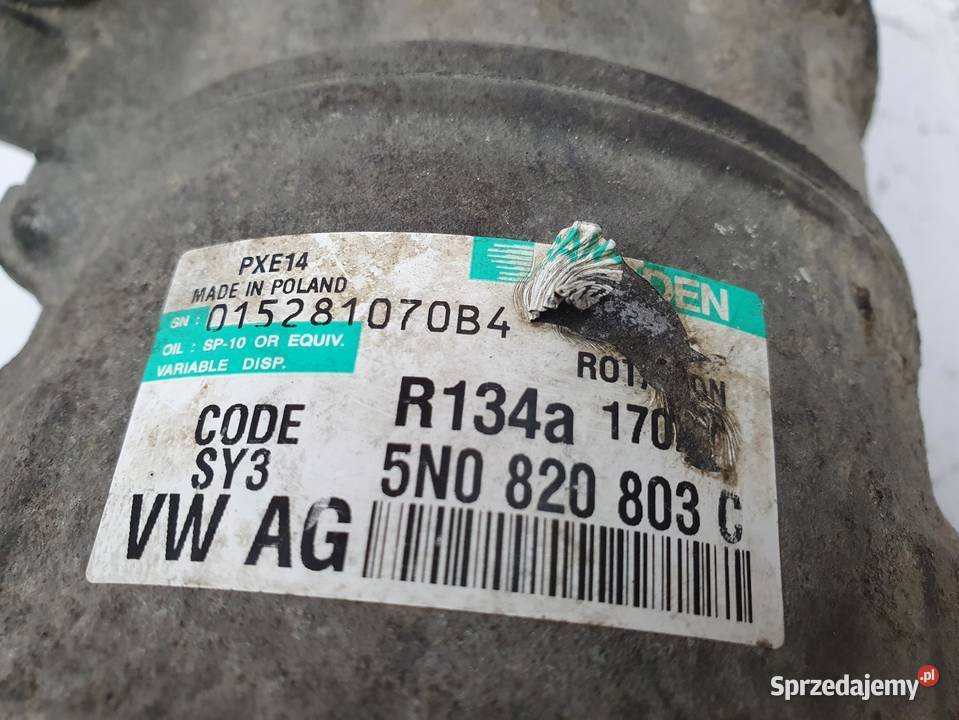 PXE14
MADE IN POLAND
SN : 015281070B4
OIL : SP-10 OR EQUIV.
VARIABLE DISP.
CODE
SY3
R134a
5N0 820 803 C
VW AG
Sprzedajemy.pl